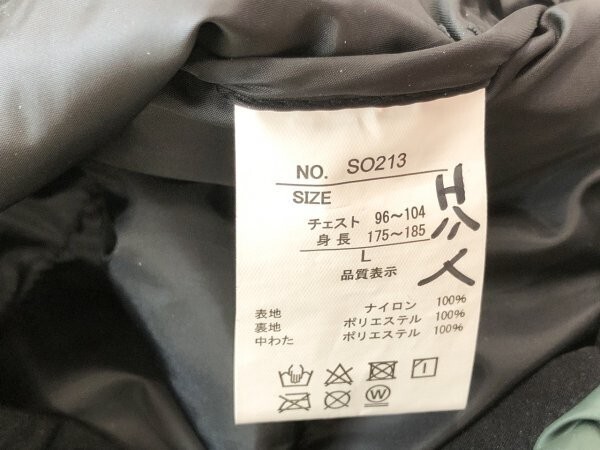 NO. SO213
SIZE
チェスト 96～104
身長 175～185
L
品質表示
表地 ナイロン 100%
裏地 ポリエステル 100%
中わた ポリエステル 100%
W